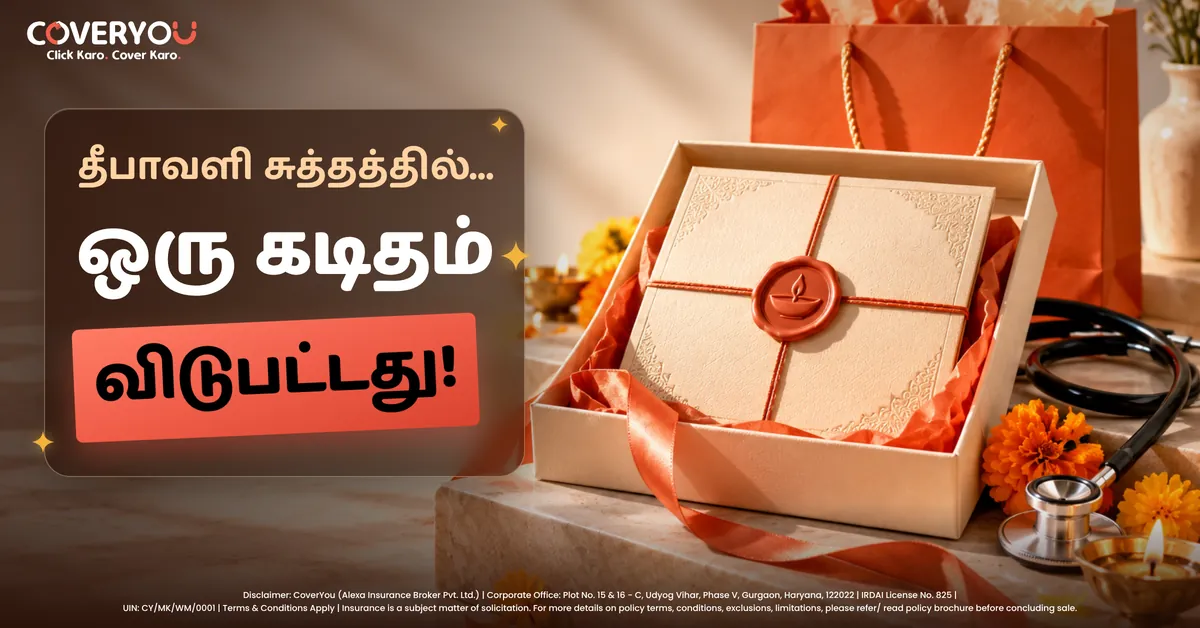 COVERYOU
Click Karo. Cover Karo.
தீபாவளி சுத்தத்தில்...
ஒரு கடிதம்
விடுபட்டது!
Disclaimer: CoverYou (Alexa Insurance Broker Pvt. Ltd.) | Corporate Office: Plot No. 15 & 16 - C, Udyog Vihar, Phase V, Gurgaon, Haryana, 122022 | IRDAI License No. 825 |
UIN: CY/MK/WM/0001 | Terms & Conditions Apply | Insurance is a subject matter of solicitation. For more details on policy terms, conditions, exclusions, limitations, please refer/ read policy brochure before concluding sale.